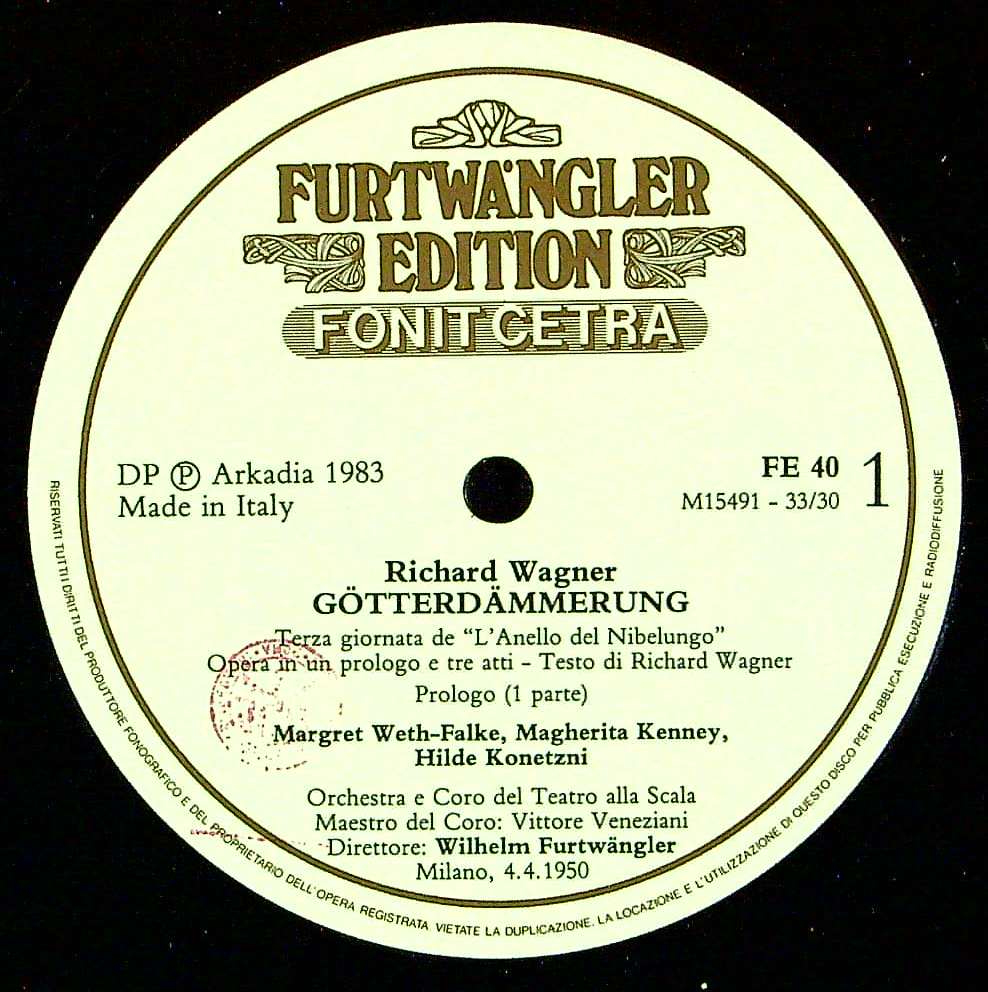 FURTWÄNGLER
EDITION
FONIT CETRA
DP Ⓟ Arkadia 1983
Made in Italy
FE 40
M15491 - 33/30
1
Richard Wagner
GÖTTERDÄMMERUNG
Terza giornata de “L’Anello del Nibelungo”
Opera in un prologo e tre atti - Testo di Richard Wagner
Prologo (1 parte)
Margret Weth-Falke, Magherita Kenney,
Hilde Konetzni
Orchestra e Coro del Teatro alla Scala
Maestro del Coro: Vittore Veneziani
Direttore: Wilhelm Furtwängler
Milano, 4.4.1950
RISERVATI TUTTI I DIRITTI DEL PRODUTTORE FONOGRAFICO E DEL PROPRIETARIO DELL'OPERA REGISTRATA. VIETATE LA DUPLICAZIONE, LA LOCAZIONE E L'UTILIZZAZIONE DI QUESTO DISCO PER PUBBLICA ESECUZIONE E RADIODIFFUSIONE